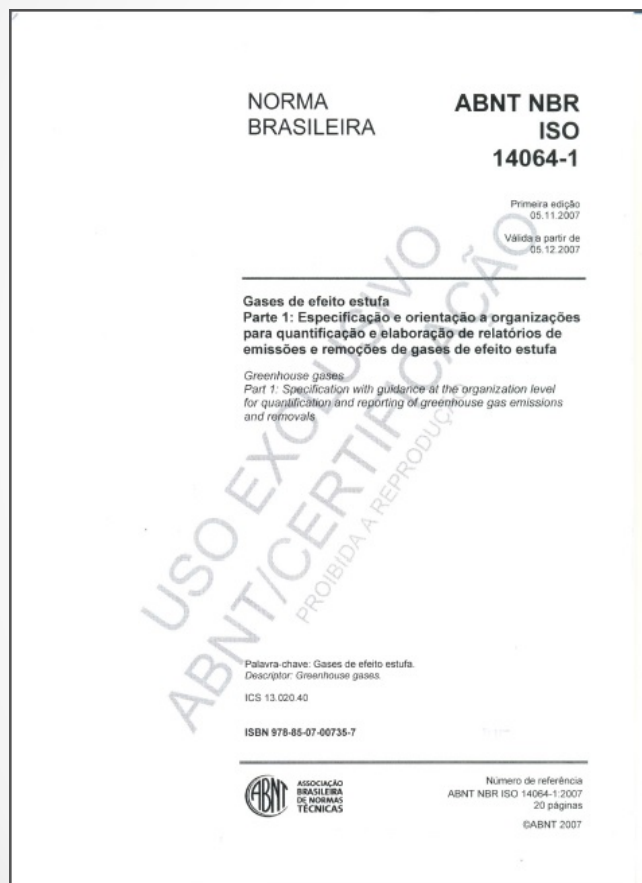 NORMA
BRASILEIRA
ABNT NBR
ISO
14064-1
Primeira edição
05.11.2007
Válida a partir de
05.12.2007
Gases de efeito estufa
Parte 1: Especificação e orientação a organizações
para quantificação e elaboração de relatórios de
emissões e remoções de gases de efeito estufa
Greenhouse gases
Part 1: Specification with guidance at the organization level
for quantification and reporting of greenhouse gas emissions
and removals
USO EXCLUSIVO
ABNT/CERTIFICAÇÃO
PROIBIDA A REPRODUÇÃO
Palavra-chave: Gases de efeito estufa.
Descriptor: Greenhouse gases.
ICS 13.020.40
ISBN 978-85-07-00735-7
ABNT
ASSOCIAÇÃO
BRASILEIRA
DE NORMAS
TÉCNICAS
Número de referência
ABNT NBR ISO 14064-1:2007
20 páginas
©ABNT 2007